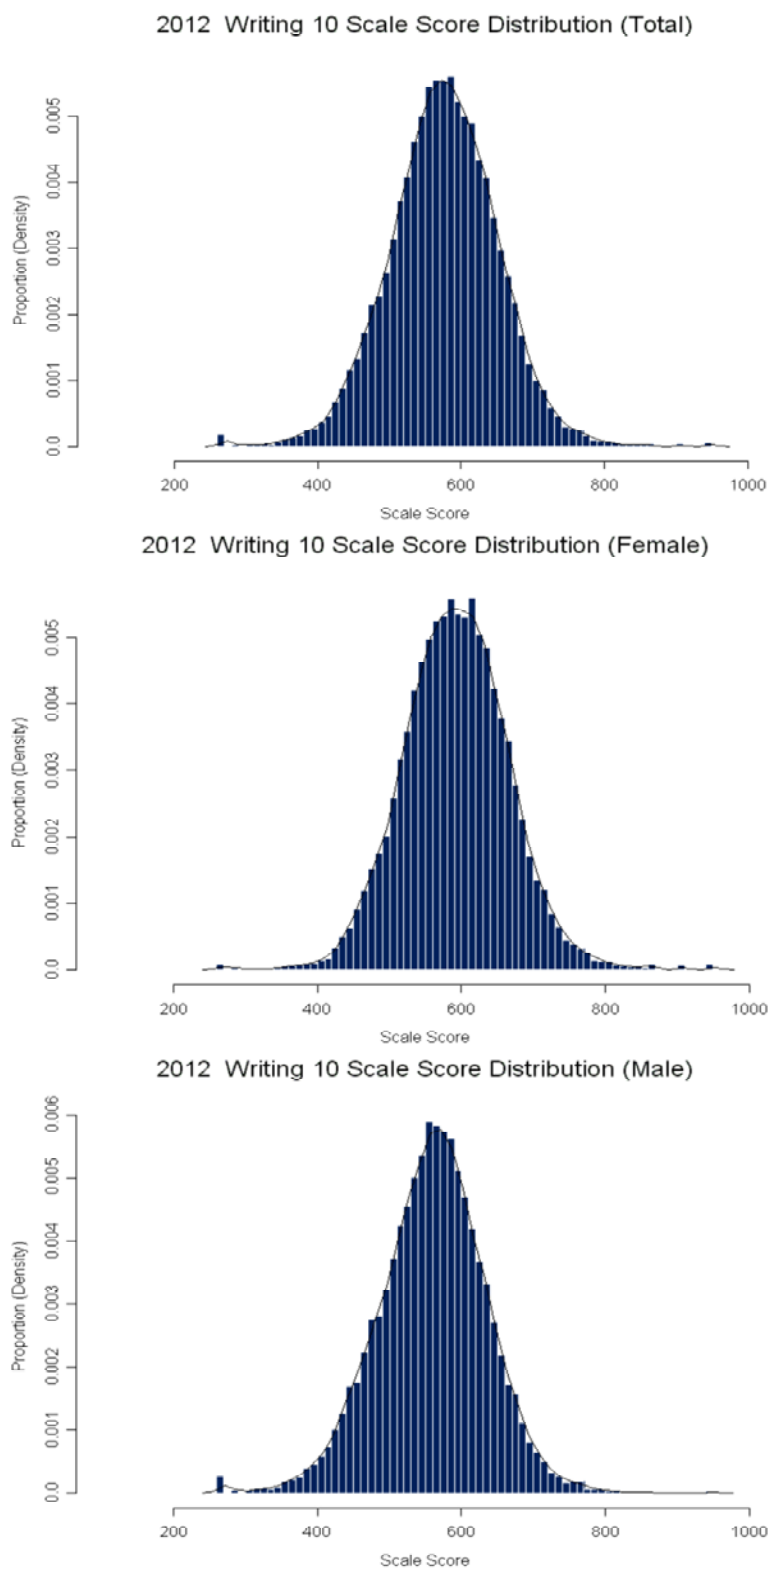 2012 Writing 10 Scale Score Distribution (Total)
Proportion (Density)
0.005
0.004
0.003
0.002
0.001
0.0
200 400 600 800 1000
Scale Score
2012 Writing 10 Scale Score Distribution (Female)
Proportion (Density)
0.005
0.004
0.003
0.002
0.001
0.0
200 400 600 800 1000
Scale Score
2012 Writing 10 Scale Score Distribution (Male)
Proportion (Density)
0.006
0.005
0.004
0.003
0.002
0.001
0.0
200 400 600 800 1000
Scale Score